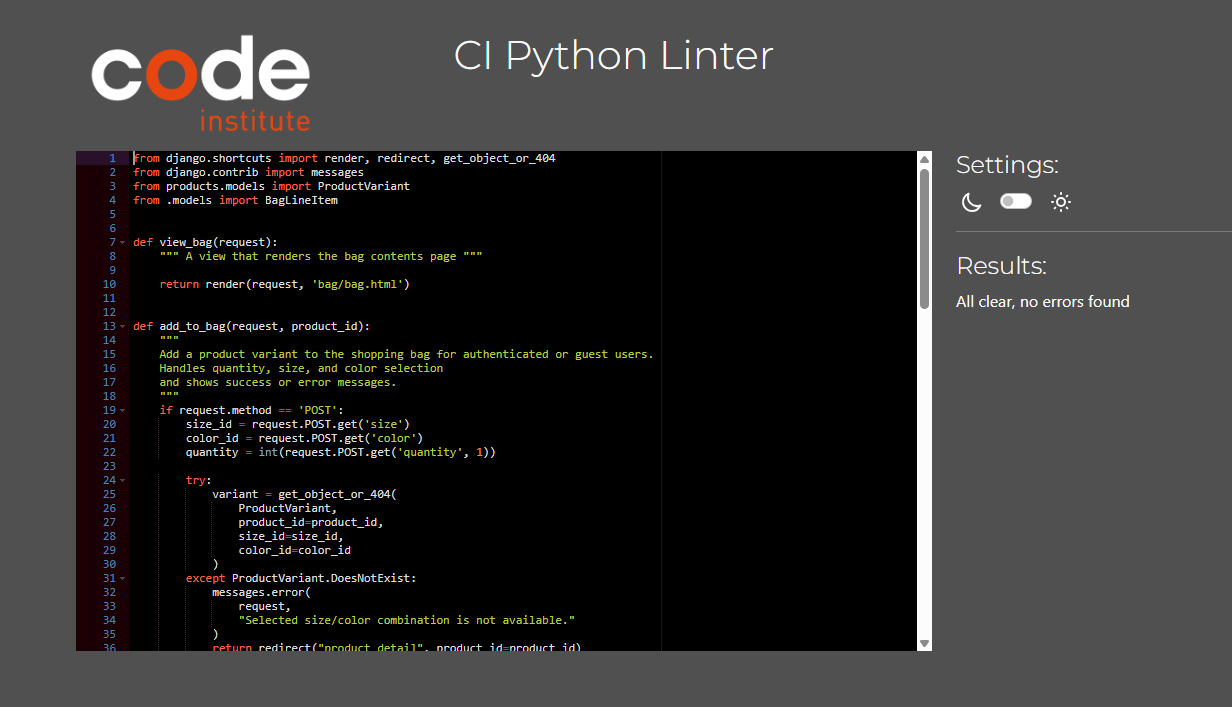 code
institute
CI Python Linter
1 from django.shortcuts import render, redirect, get_object_or_404
2 from django.contrib import messages
3 from products.models import ProductVariant
4 from .models import BagLineItem
5
6
7 def view_bag(request):
8     """ A view that renders the bag contents page """
9
10     return render(request, 'bag/bag.html')
11
12
13 def add_to_bag(request, product_id):
14     """
15     Add a product variant to the shopping bag for authenticated or guest users.
16     Handles quantity, size, and color selection
17     and shows success or error messages.
18     """
19     if request.method == 'POST':
20         size_id = request.POST.get('size')
21         color_id = request.POST.get('color')
22         quantity = int(request.POST.get('quantity', 1))
23
24         try:
25             variant = get_object_or_404(
26                 ProductVariant,
27                 product_id=product_id,
28                 size_id=size_id,
29                 color_id=color_id
30             )
31         except ProductVariant.DoesNotExist:
32             messages.error(
33                 request,
34                 "Selected size/color combination is not available."
35             )
36             return redirect("product_detail", product_id=product_id)
Settings:
Results:
All clear, no errors found